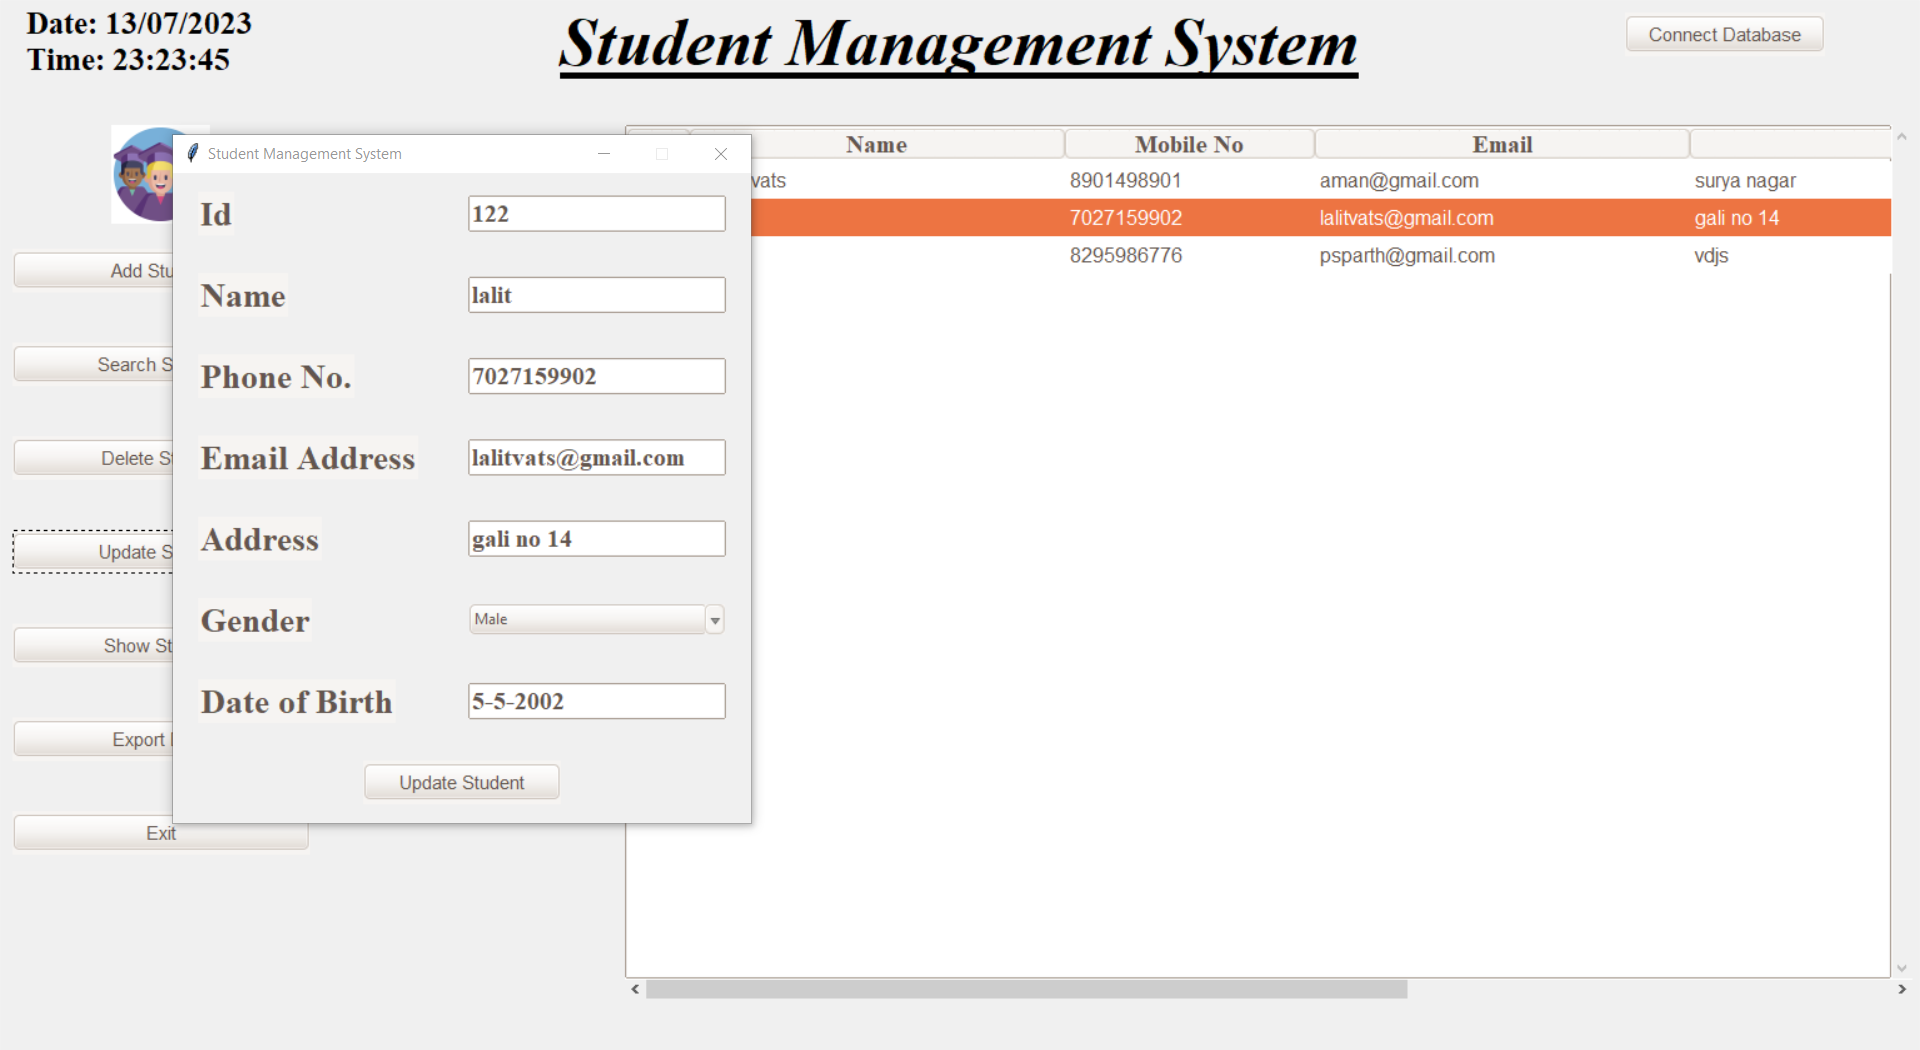 Date: 13/07/2023
Time: 23:23:45
Student Management System
Connect Database
Add Stu
Search S
Delete S
Update S
Show St
Export
Exit
Student Management System
Id
122
Name
lalit
Phone No.
7027159902
Email Address
lalitvats@gmail.com
Address
gali no 14
Gender
Male
Date of Birth
5-5-2002
Update Student
Name Mobile No Email
vats 8901498901 aman@gmail.com surya nagar
7027159902 lalitvats@gmail.com gali no 14
8295986776 psparth@gmail.com vdjs